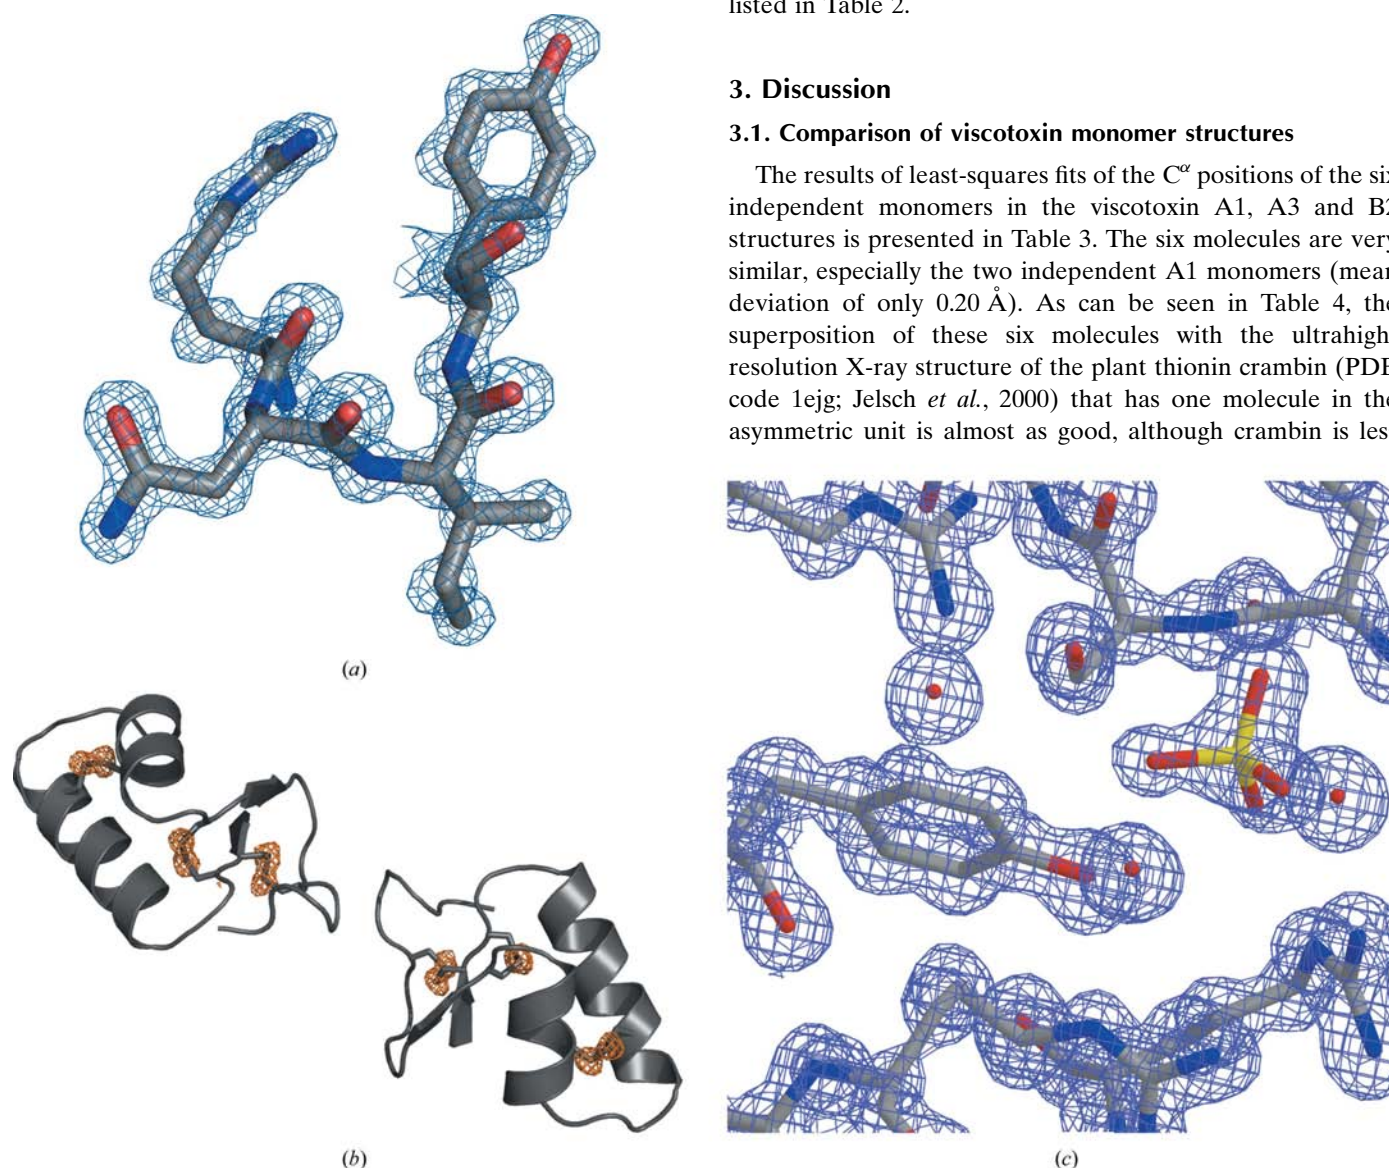 listed in Table 2.
3. Discussion
3.1. Comparison of viscotoxin monomer structures
The results of least-squares fits of the Cα positions of the six
independent monomers in the viscotoxin A1, A3 and B2
structures is presented in Table 3. The six molecules are very
similar, especially the two independent A1 monomers (mean
deviation of only 0.20 Å). As can be seen in Table 4, the
superposition of these six molecules with the ultrahigh
resolution X-ray structure of the plant thionin crambin (PDB
code 1ejg; Jelsch et al., 2000) that has one molecule in the
asymmetric unit is almost as good, although crambin is les
(a)
(b)
(c)